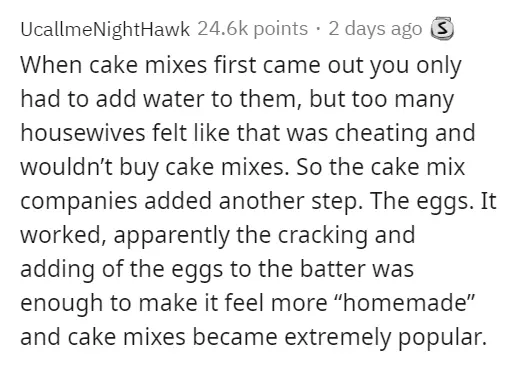 UcallmeNightHawk 24.6k points · 2 days ago S
When cake mixes first came out you only
had to add water to them, but too many
housewives felt like that was cheating and
wouldn’t buy cake mixes. So the cake mix
companies added another step. The eggs. It
worked, apparently the cracking and
adding of the eggs to the batter was
enough to make it feel more “homemade”
and cake mixes became extremely popular.